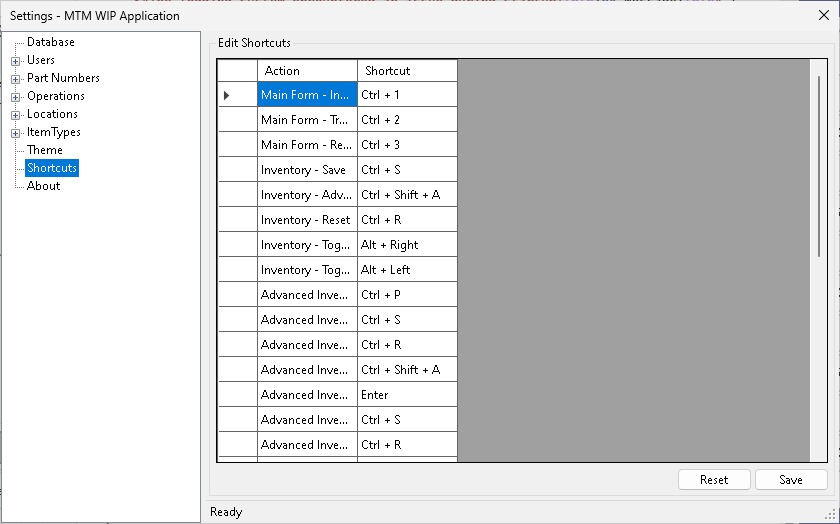 Settings - MTM WIP Application
Database
Users
Part Numbers
Operations
Locations
ItemTypes
Theme
Shortcuts
About
Edit Shortcuts
Action Shortcut
Main Form - In... Ctrl + 1
Main Form - Tr... Ctrl + 2
Main Form - Re... Ctrl + 3
Inventory - Save Ctrl + S
Inventory - Adv... Ctrl + Shift + A
Inventory - Reset Ctrl + R
Inventory - Tog... Alt + Right
Inventory - Tog... Alt + Left
Advanced Inve... Ctrl + P
Advanced Inve... Ctrl + S
Advanced Inve... Ctrl + R
Advanced Inve... Ctrl + Shift + A
Advanced Inve... Enter
Advanced Inve... Ctrl + S
Advanced Inve... Ctrl + R
Reset Save
Ready